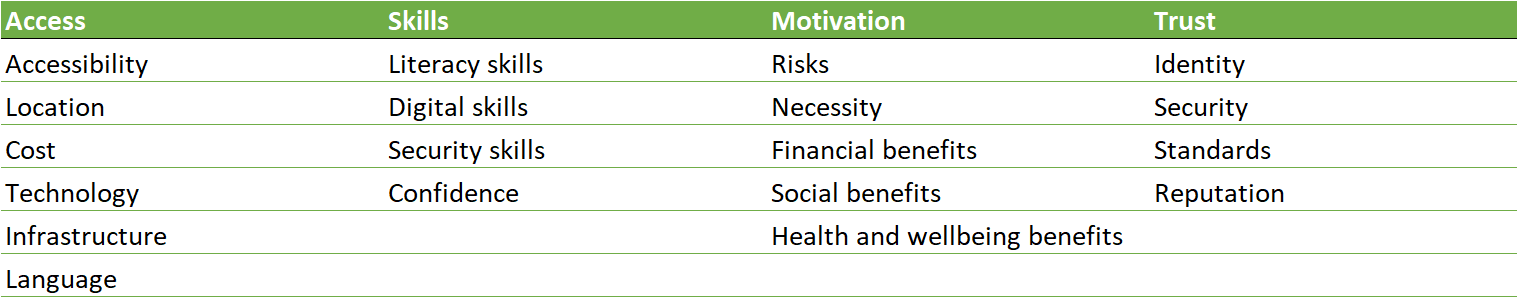 Access Skills Motivation Trust
Accessibility Literacy skills Risks Identity
Location Digital skills Necessity Security
Cost Security skills Financial benefits Standards
Technology Confidence Social benefits Reputation
Infrastructure Health and wellbeing benefits
Language